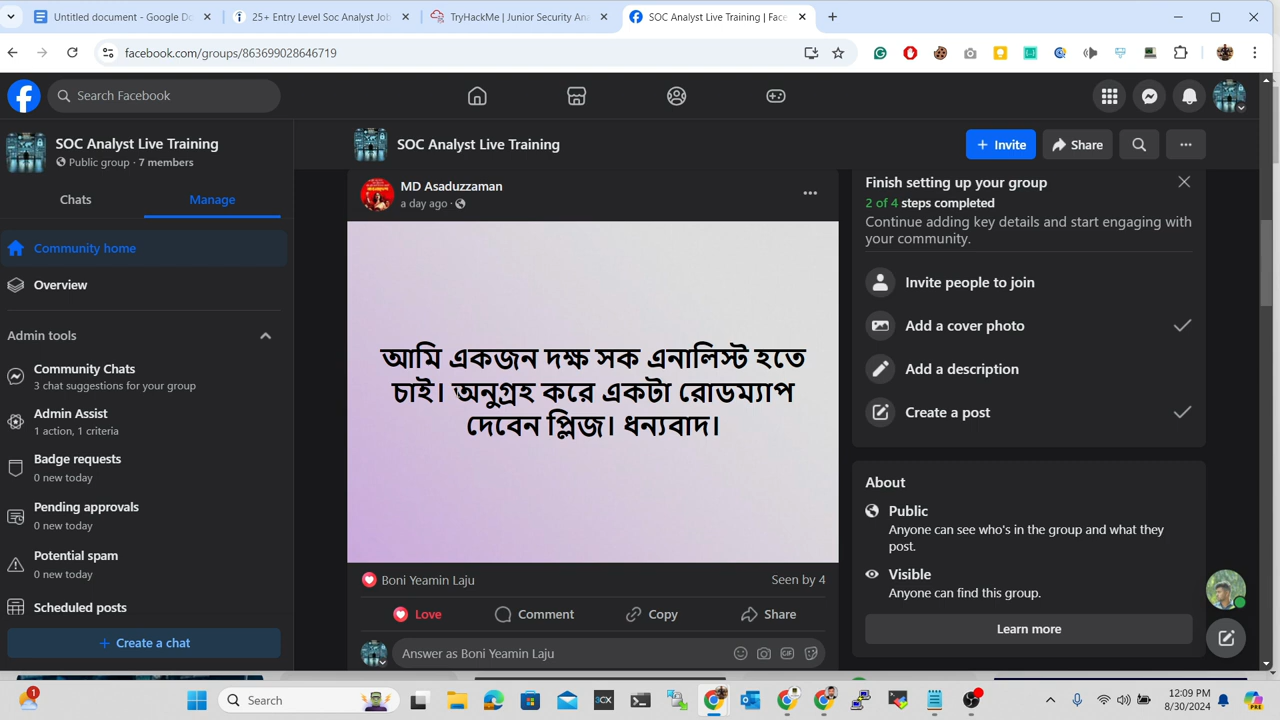 Untitled document - Google Do
25+ Entry Level Soc Analyst Job
TryHackMe | Junior Security Ana
SOC Analyst Live Training | Face
facebook.com/groups/863699028646719
Search Facebook
SOC Analyst Live Training
Public group · 7 members
Chats
Manage
Community home
Overview
Admin tools
Community Chats
3 chat suggestions for your group
Admin Assist
1 action, 1 criteria
Badge requests
0 new today
Pending approvals
0 new today
Potential spam
0 new today
Scheduled posts
+ Create a chat
SOC Analyst Live Training
+ Invite
Share
MD Asaduzzaman
a day ago ·
আমি একজন দক্ষ সক এনালিস্ট হতে
চাই। অনুগ্রহ করে একটা রোডম্যাপ
দেবেন প্লিজ। ধন্যবাদ।
Boni Yeamin Laju
Seen by 4
Love
Comment
Copy
Share
Answer as Boni Yeamin Laju
Finish setting up your group
2 of 4 steps completed
Continue adding key details and start engaging with
your community.
Invite people to join
Add a cover photo
Add a description
Create a post
About
Public
Anyone can see who's in the group and what they
post.
Visible
Anyone can find this group.
Learn more
1
Search
3CX
12:09 PM
8/30/2024